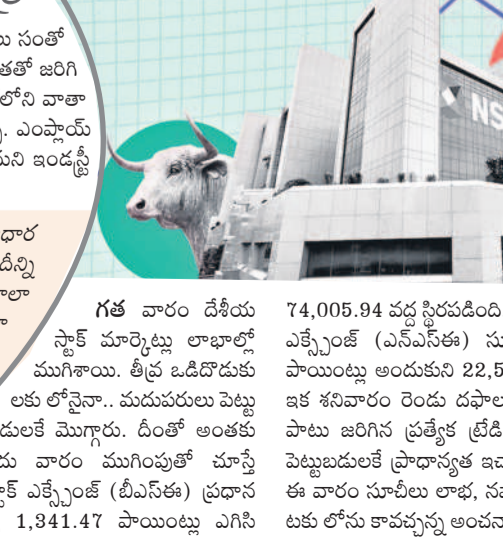 లు సంతో
తతో జరిగి
లోని వాతా
ఎంప్లాయ్
ని ఇండస్ట్రీ
ధార
దీన్ని
లా
NS
గత వారం దేశీయ
స్టాక్ మార్కెట్లు లాభాల్లో
ముగిశాయి. తీవ్ర ఒడిదొడుకు
లకు లోనైనా.. మదుపరులు పెట్టు
డులకే మొగ్గారు. దీంతో అంతకు
దు వారం ముగింపుతో చూస్తే
క్ ఎక్స్చేంజ్ (బీఎస్ఈ) ప్రధాన
1,341.47 పాయింట్లు ఎగిసి
74,005.94 వద్ద స్థిరపడింది
ఎక్స్చేంజ్ (ఎన్ఎస్ఈ) సూ
పాయింట్లు అందుకుని 22,5
ఇక శనివారం రెండు దఫాల
పాటు జరిగిన ప్రత్యేక ట్రేడి
పెట్టుబడులకే ప్రాధాన్యత ఇచ
ఈ వారం సూచీలు లాభ, న
టకు లోను కావచ్చన్న అంచనా